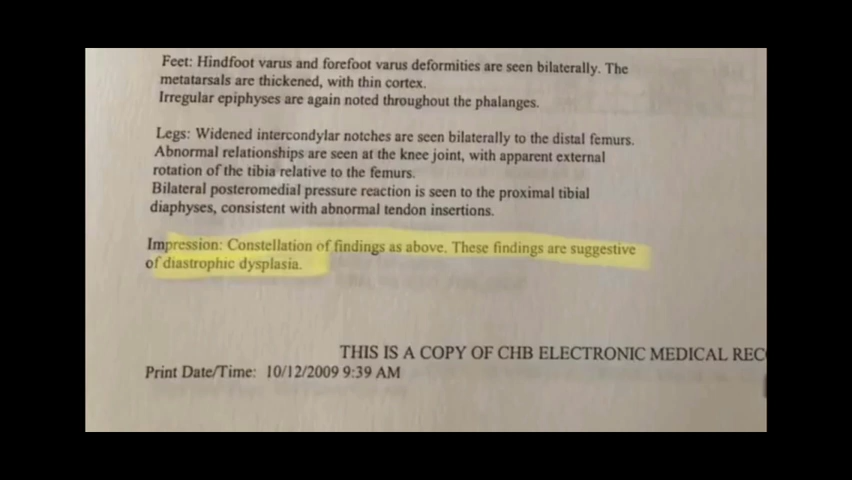 Feet: Hindfoot varus and forefoot varus deformities are seen bilaterally. The
metatarsals are thickened, with thin cortex.
Irregular epiphyses are again noted throughout the phalanges.
Legs: Widened intercondylar notches are seen bilaterally to the distal femurs.
Abnormal relationships are seen at the knee joint, with apparent external
rotation of the tibia relative to the femurs.
Bilateral posteromedial pressure reaction is seen to the proximal tibial
diaphyses, consistent with abnormal tendon insertions.
Impression: Constellation of findings as above. These findings are suggestive
of diastrophic dysplasia.
THIS IS A COPY OF CHB ELECTRONIC MEDICAL REC
Print Date/Time: 10/12/2009 9:39 AM